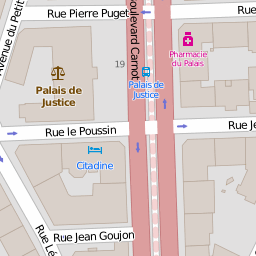 Rue Pierre Puget
Boulevard Carnot
Avenue du Petit
19
Pharmacie
du Palais
Palais de
Justice
Palais de
Justice
Rue le Poussin
Rue Je
Citadine
Rue Jean Goujon
Rue Lé